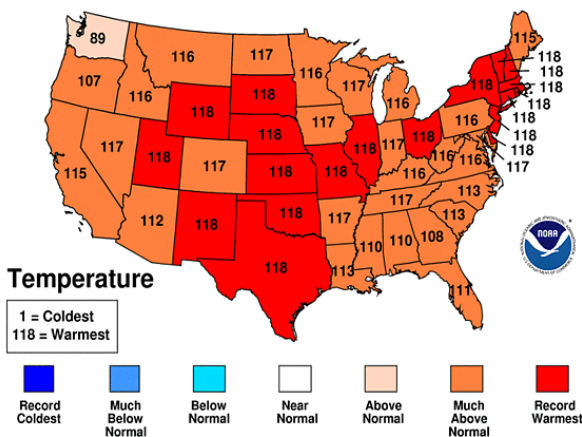 89
116
117
115
107
116
116
117
116
118
118
118
118
118
118
116
118
117
118
117
117
118
118
117
118
116
118
118
115
118
117
118
118
116
116
117
116
113
112
118
118
117
117
113
110
110
108
118
113
111
NOAA
Temperature
1 = Coldest
118 = Warmest
Record
Coldest
Much
Below
Normal
Below
Normal
Near
Normal
Above
Normal
Much
Above
Normal
Record
Warmest